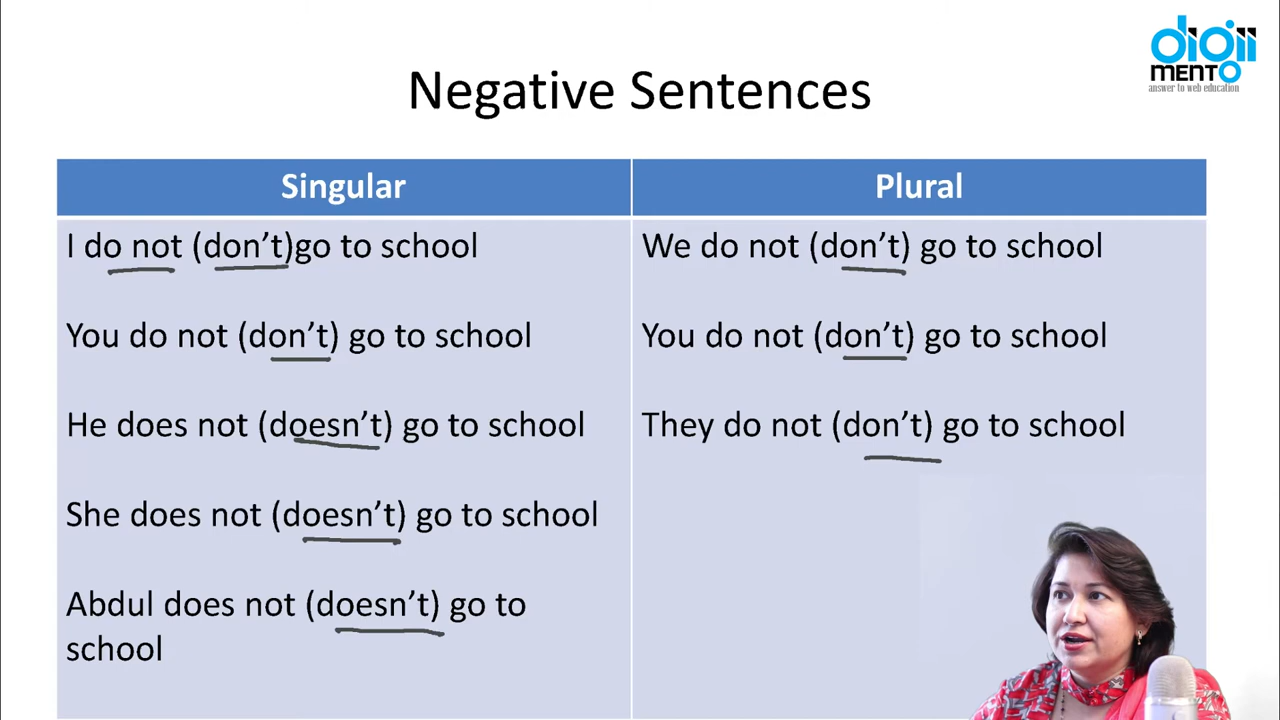 digii
mento
answer to web education
Negative Sentences
Singular
Plural
I do not (don't)go to school
We do not (don't) go to school
You do not (don't) go to school
You do not (don't) go to school
He does not (doesn't) go to school
They do not (don't) go to school
She does not (doesn't) go to school
Abdul does not (doesn't) go to
school